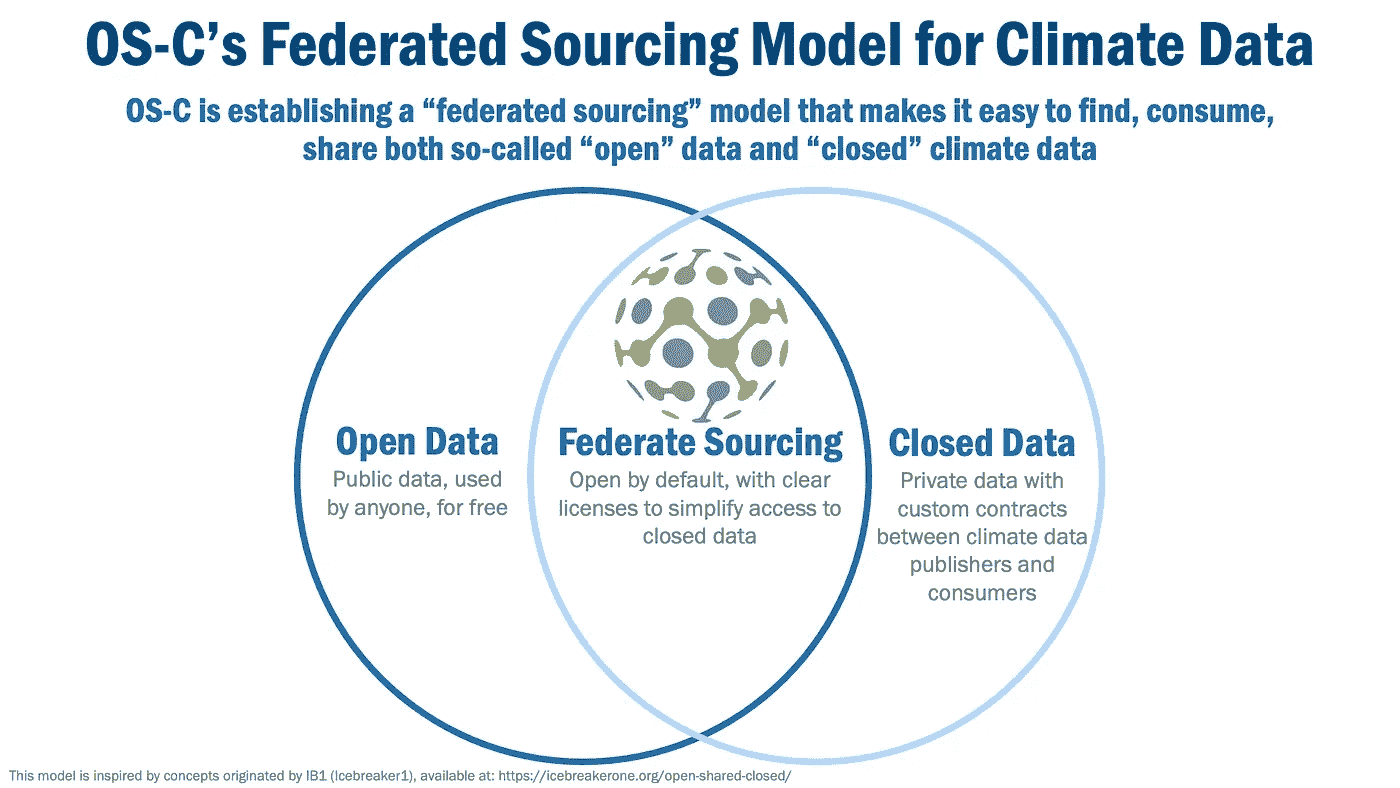 OS-C’s Federated Sourcing Model for Climate Data
OS-C is establishing a “federated sourcing” model that makes it easy to find, consume,
share both so-called “open” data and “closed” climate data
Open Data
Public data, used
by anyone, for free
Federate Sourcing
Open by default, with clear
licenses to simplify access to
closed data
Closed Data
Private data with
custom contracts
between climate data
publishers and
consumers
This model is inspired by concepts originated by IB1 (Icebreaker1), available at: https://icebreakerone.org/open-shared-closed/